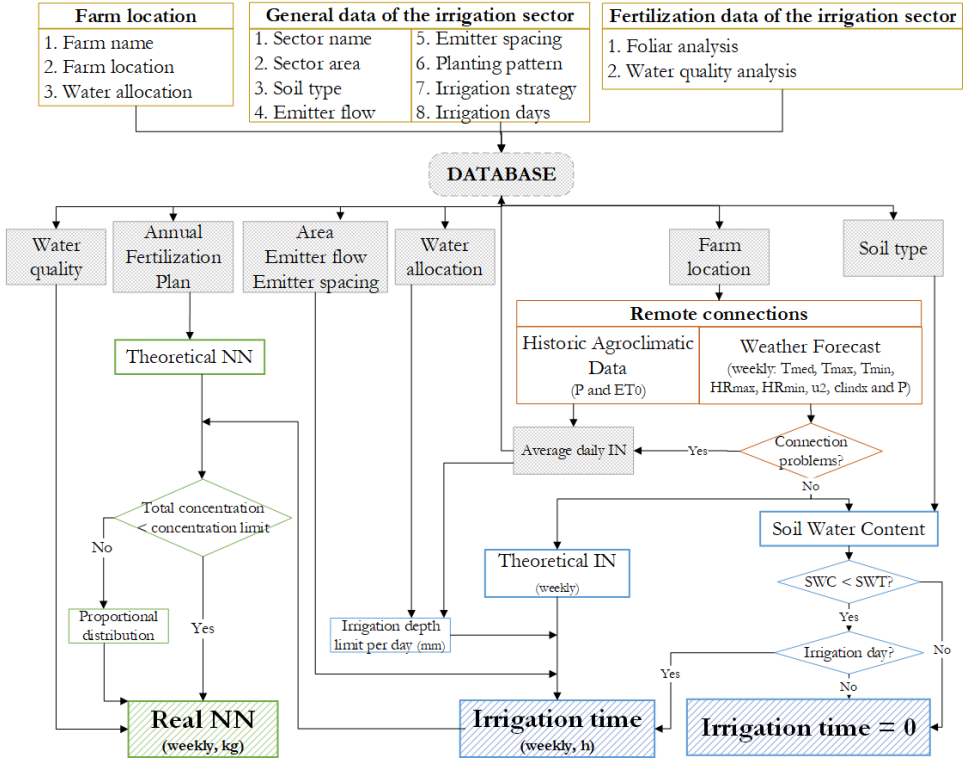 Farm location
1. Farm name
2. Farm location
3. Water allocation
General data of the irrigation sector
1. Sector name
2. Sector area
3. Soil type
4. Emitter flow
5. Emitter spacing
6. Planting pattern
7. Irrigation strategy
8. Irrigation days
Fertilization data of the irrigation sector
1. Foliar analysis
2. Water quality analysis
DATABASE
Water
quality
Annual
Fertilization
Plan
Area
Emitter flow
Emitter spacing
Water
allocation
Farm
location
Soil type
Remote connections
Historic Agroclimatic
Data
(P and ET0)
Weather Forecast
(weekly: Tmed, Tmax, Tmin,
HRmax, HRmin, u2, clindx and P)
Theoretical NN
Average daily IN
Yes
Connection
problems?
No
Total concentration
< concentration limit
No
Yes
Proportional
distribution
Theoretical IN
(weekly)
Soil Water Content
SWC < SWT?
Yes
No
Irrigation depth
limit per day (mm)
Irrigation day?
Yes
No
Real NN
(weekly, kg)
Irrigation time
(weekly, h)
Irrigation time = 0